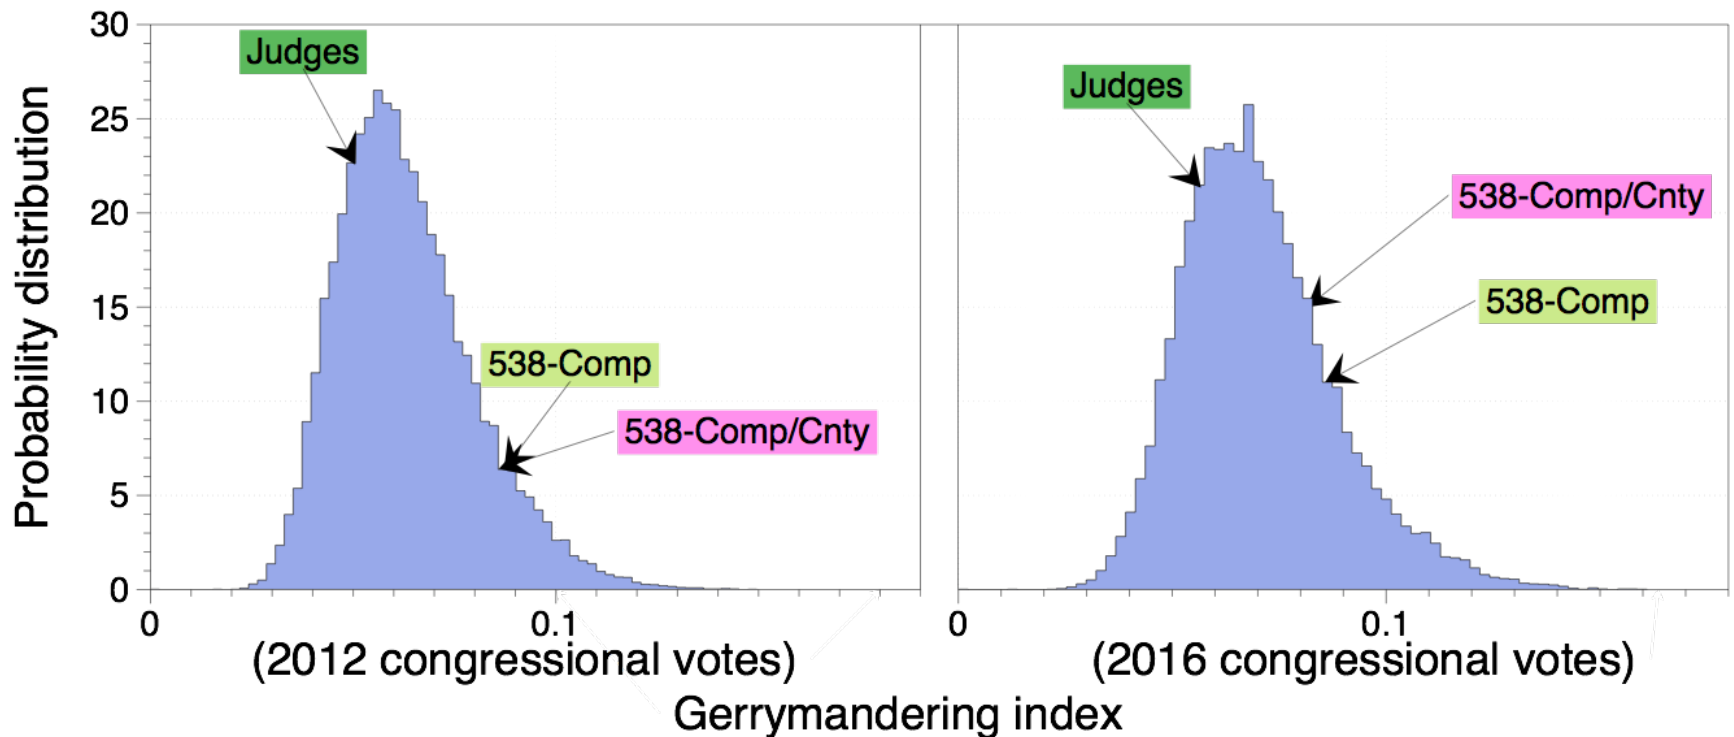 Probability distribution
30
25
20
15
10
5
0
Judges
538-Comp
538-Comp/Cnty
0
0.1
(2012 congressional votes)
Judges
538-Comp/Cnty
538-Comp
0
0.1
(2016 congressional votes)
Gerrymandering index